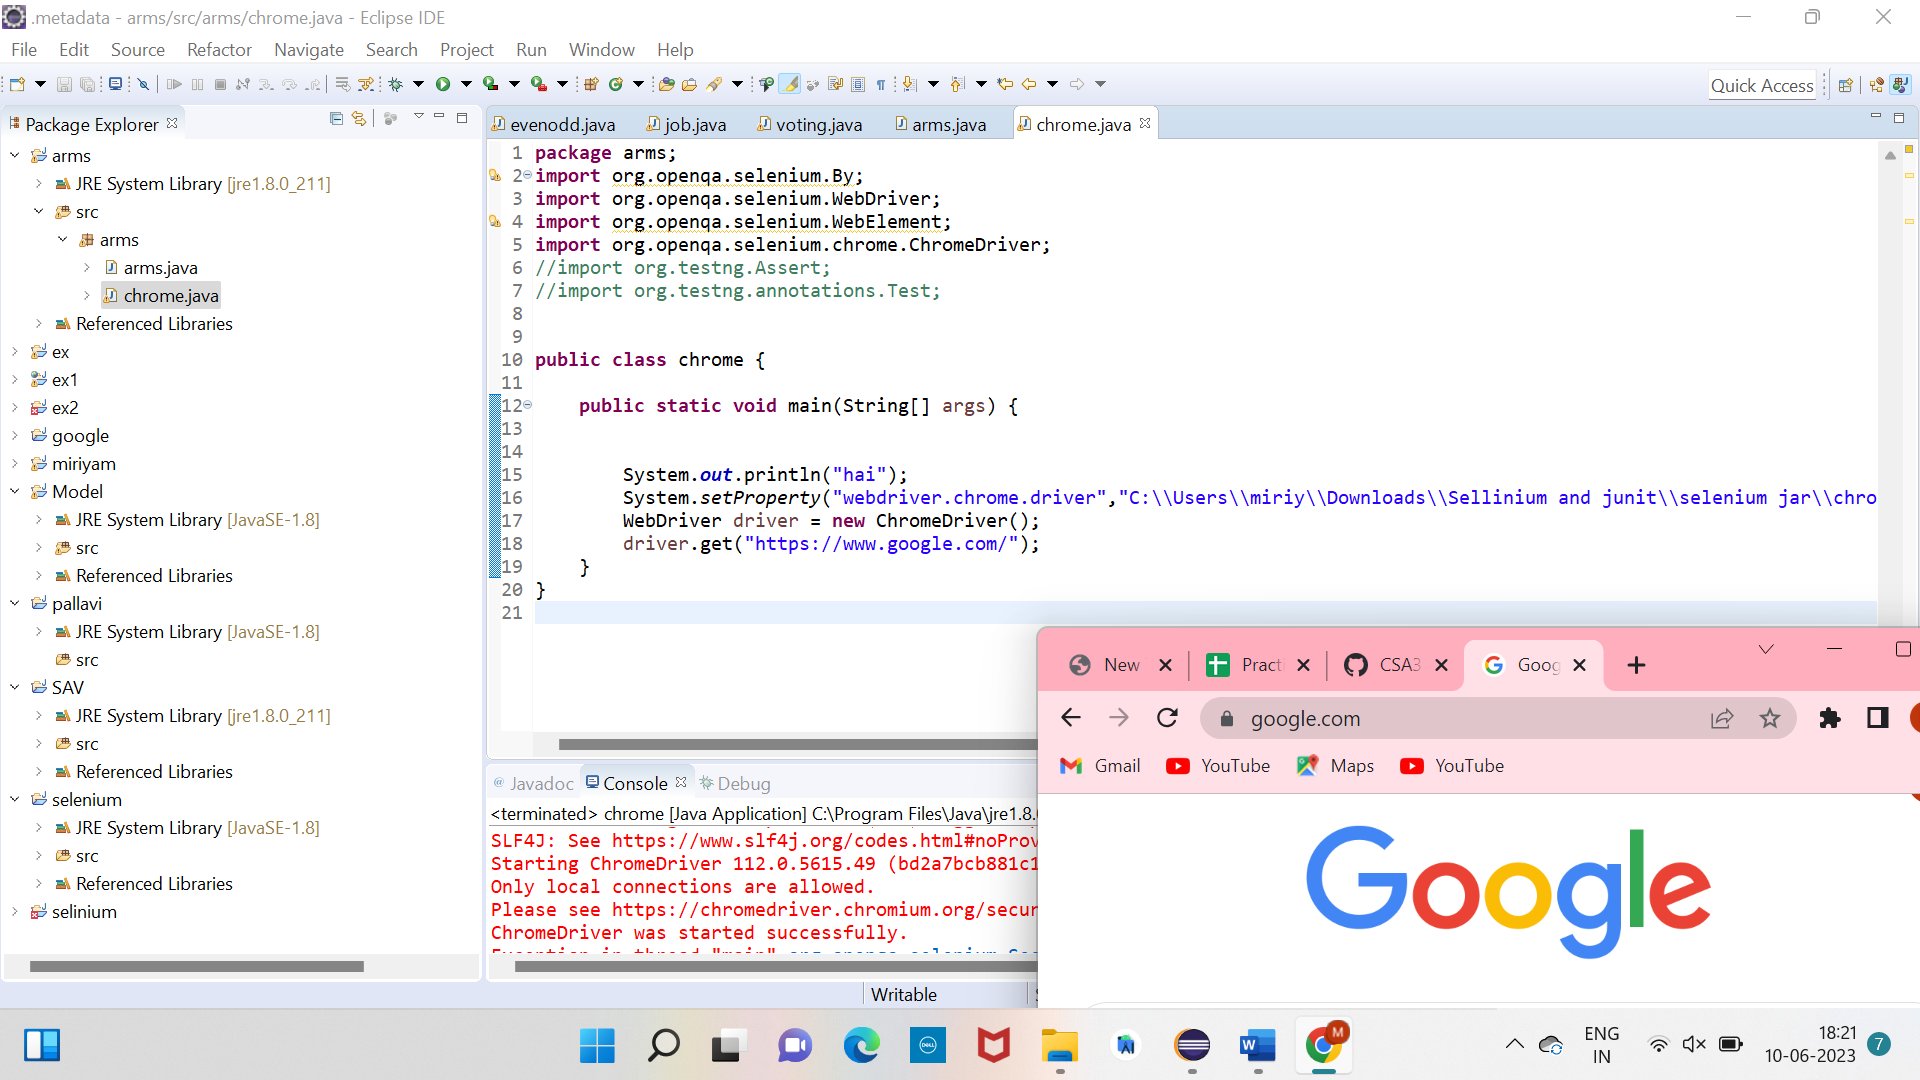 .metadata - arms/src/arms/chrome.java - Eclipse IDE
File Edit Source Refactor Navigate Search Project Run Window Help
Quick Access
Package Explorer
arms
JRE System Library [jre1.8.0_211]
src
arms
arms.java
chrome.java
Referenced Libraries
ex
ex1
ex2
google
miriyam
Model
JRE System Library [JavaSE-1.8]
src
Referenced Libraries
pallavi
JRE System Library [JavaSE-1.8]
src
SAV
JRE System Library [jre1.8.0_211]
src
Referenced Libraries
selenium
JRE System Library [JavaSE-1.8]
src
Referenced Libraries
selinium
evenodd.java job.java voting.java arms.java chrome.java
1 package arms;
2 import org.openqa.selenium.By;
3 import org.openqa.selenium.WebDriver;
4 import org.openqa.selenium.WebElement;
5 import org.openqa.selenium.chrome.ChromeDriver;
6 //import org.testng.Assert;
7 //import org.testng.annotations.Test;
8
9
10 public class chrome {
11
12 public static void main(String[] args) {
13
14
15 System.out.println("hai");
16 System.setProperty("webdriver.chrome.driver","C:\\Users\\miriy\\Downloads\\Sellinium and junit\\selenium jar\\chro
17 WebDriver driver = new ChromeDriver();
18 driver.get("https://www.google.com/");
19 }
20 }
21
Javadoc Console Debug
<terminated> chrome [Java Application] C:\Program Files\Java\jre1.8.
SLF4J: See https://www.slf4j.org/codes.html#noProv
Starting ChromeDriver 112.0.5615.49 (bd2a7bcb881c1
Only local connections are allowed.
Please see https://chromedriver.chromium.org/secur
ChromeDriver was started successfully.
Exception in thread "main" org.openqa.selenium.Se
Writable
New Practi CSA3 Goog
google.com
Gmail YouTube Maps YouTube
Google
DELL
W
M
ENG
IN
18:21
10-06-2023
7